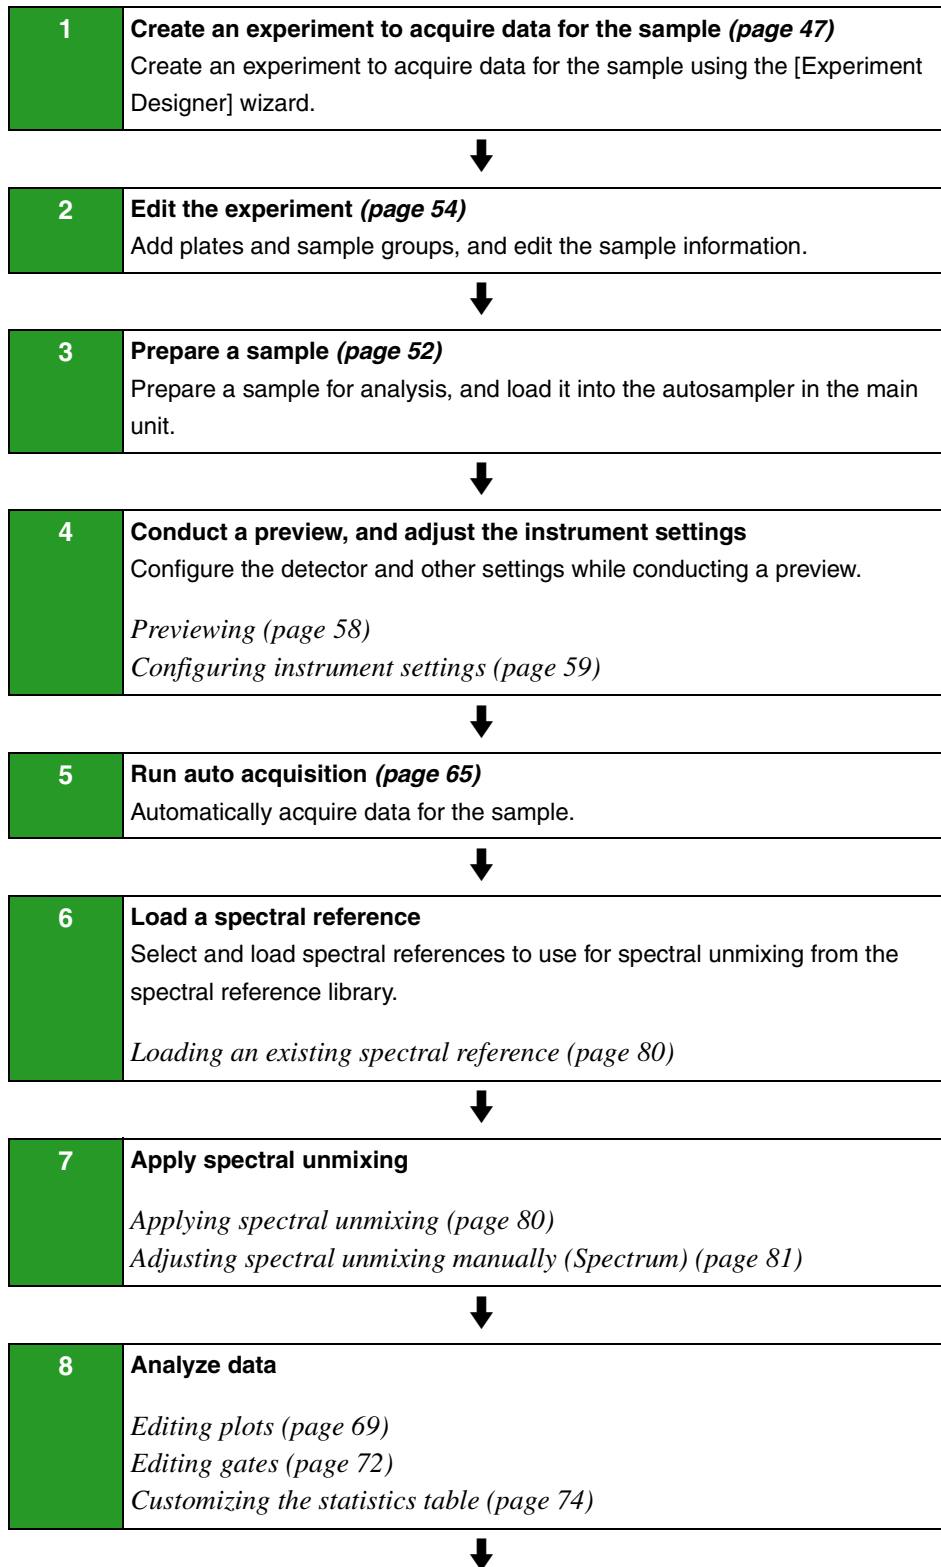 1
Create an experiment to acquire data for the sample (page 47)
Create an experiment to acquire data for the sample using the [Experiment
Designer] wizard.
2
Edit the experiment (page 54)
Add plates and sample groups, and edit the sample information.
3
Prepare a sample (page 52)
Prepare a sample for analysis, and load it into the autosampler in the main
unit.
4
Conduct a preview, and adjust the instrument settings
Configure the detector and other settings while conducting a preview.
Previewing (page 58)
Configuring instrument settings (page 59)
5
Run auto acquisition (page 65)
Automatically acquire data for the sample.
6
Load a spectral reference
Select and load spectral references to use for spectral unmixing from the
spectral reference library.
Loading an existing spectral reference (page 80)
7
Apply spectral unmixing
Applying spectral unmixing (page 80)
Adjusting spectral unmixing manually (Spectrum) (page 81)
8
Analyze data
Editing plots (page 69)
Editing gates (page 72)
Customizing the statistics table (page 74)